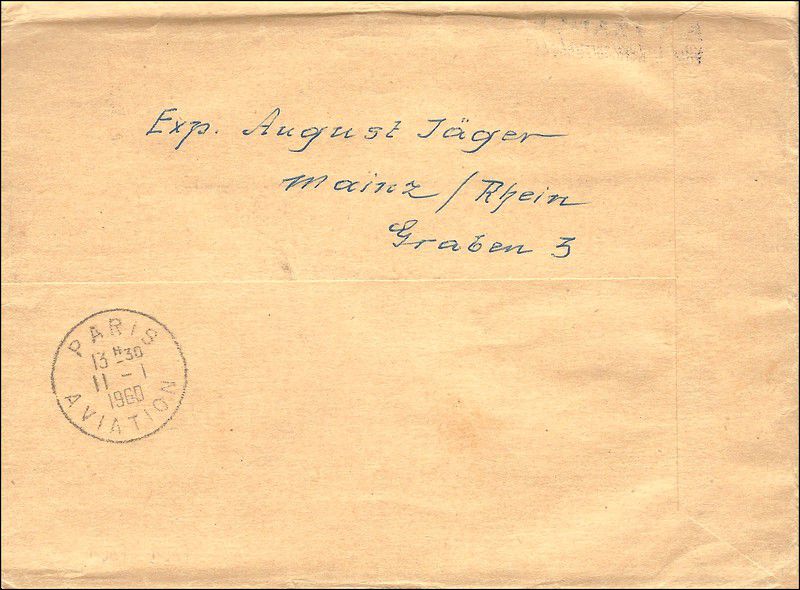 Exp. August Jäger
Mainz / Rhein
Graben 3
PARIS
13H30
11 - 1
1960
AVIATION